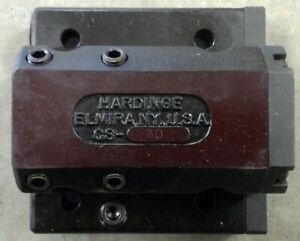 HARDINGE
ELMIRA, N.Y., U.S.A.
CS-